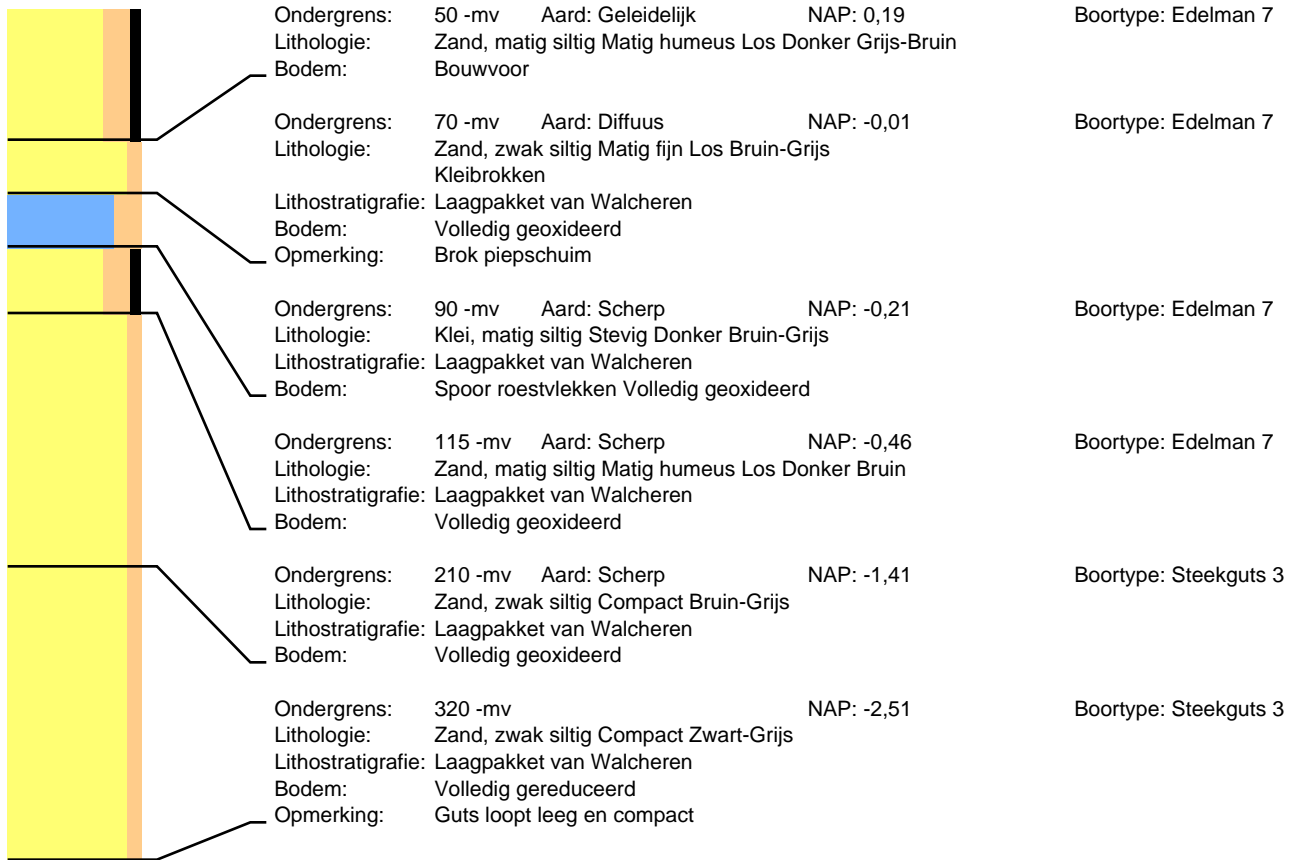 Ondergrens: 50 -mv Aard: Geleidelijk NAP: 0,19 Boortype: Edelman 7
Lithologie: Zand, matig siltig Matig humeus Los Donker Grijs-Bruin
Bodem: Bouwvoor
Ondergrens: 70 -mv Aard: Diffuus NAP: -0,01 Boortype: Edelman 7
Lithologie: Zand, zwak siltig Matig fijn Los Bruin-Grijs
Kleibrokken
Lithostratigrafie: Laagpakket van Walcheren
Bodem: Volledig geoxideerd
Opmerking: Brok piepschuim
Ondergrens: 90 -mv Aard: Scherp NAP: -0,21 Boortype: Edelman 7
Lithologie: Klei, matig siltig Stevig Donker Bruin-Grijs
Lithostratigrafie: Laagpakket van Walcheren
Bodem: Spoor roestvlekken Volledig geoxideerd
Ondergrens: 115 -mv Aard: Scherp NAP: -0,46 Boortype: Edelman 7
Lithologie: Zand, matig siltig Matig humeus Los Donker Bruin
Lithostratigrafie: Laagpakket van Walcheren
Bodem: Volledig geoxideerd
Ondergrens: 210 -mv Aard: Scherp NAP: -1,41 Boortype: Steekguts 3
Lithologie: Zand, zwak siltig Compact Bruin-Grijs
Lithostratigrafie: Laagpakket van Walcheren
Bodem: Volledig geoxideerd
Ondergrens: 320 -mv NAP: -2,51 Boortype: Steekguts 3
Lithologie: Zand, zwak siltig Compact Zwart-Grijs
Lithostratigrafie: Laagpakket van Walcheren
Bodem: Volledig gereduceerd
Opmerking: Guts loopt leeg en compact